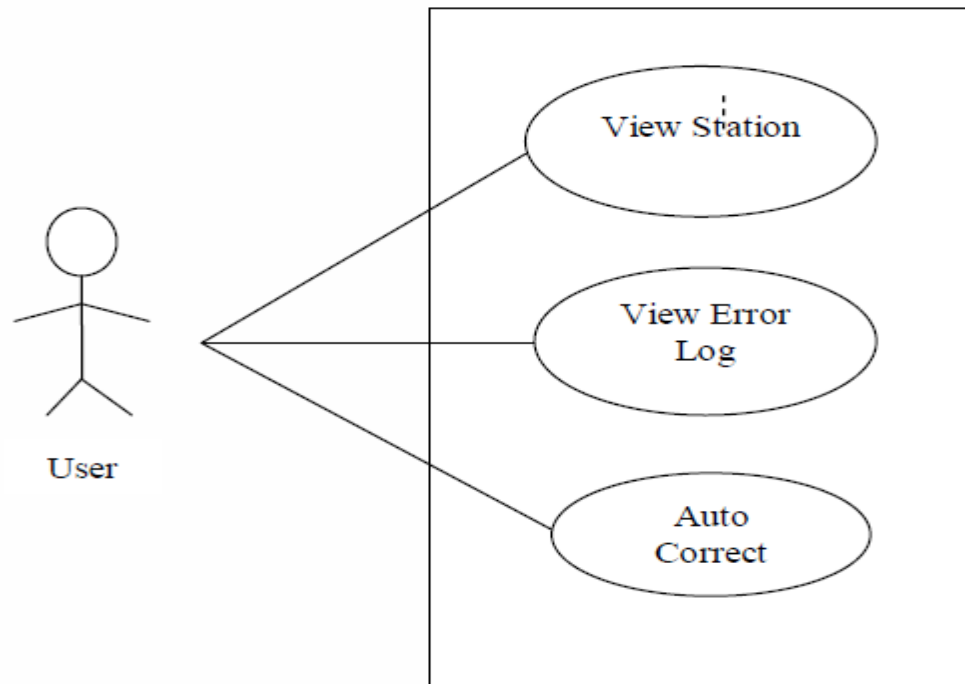 View Station
View Error
Log
User
Auto
Correct